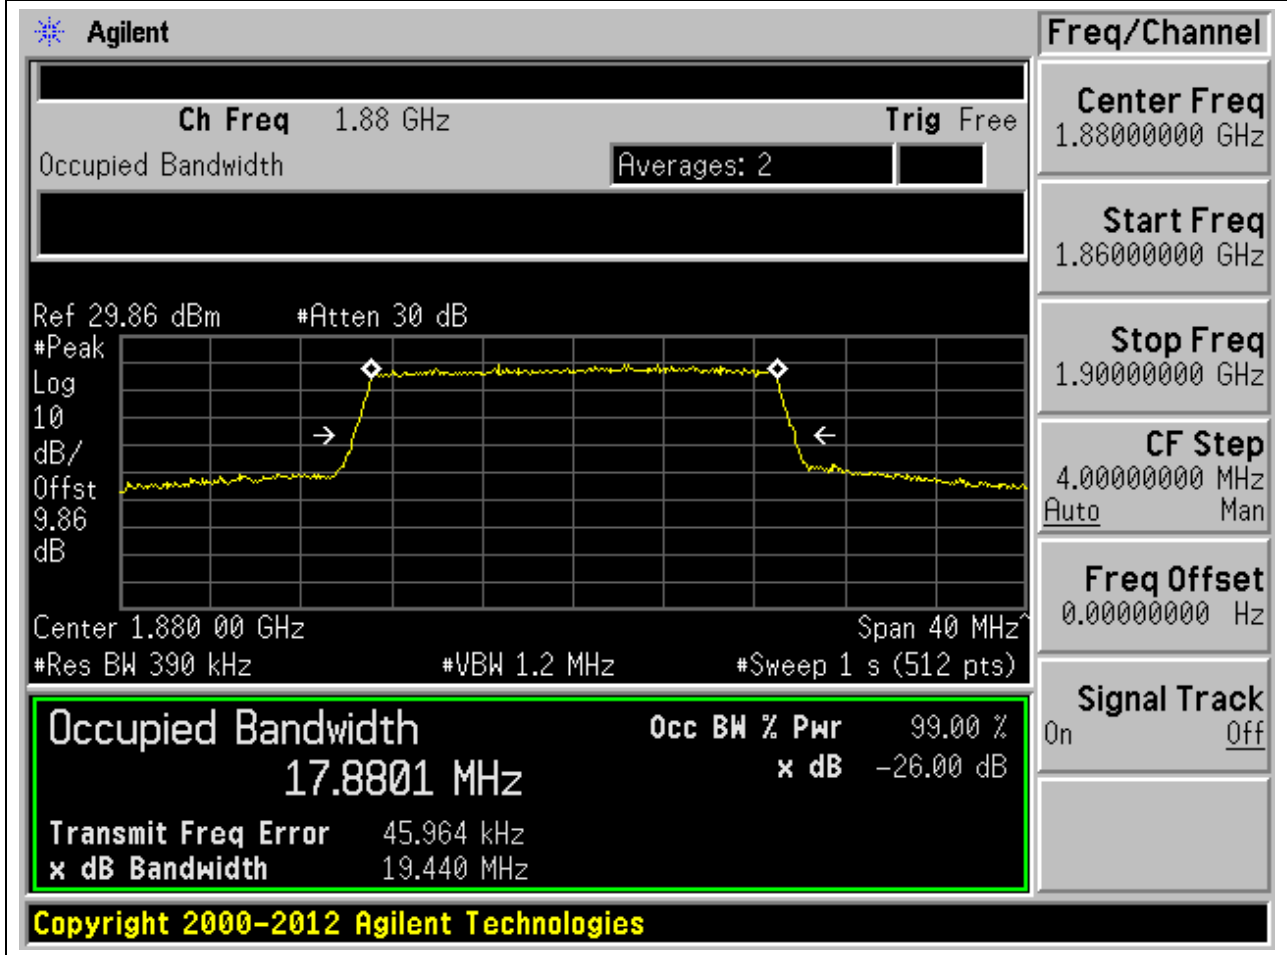 Agilent
Freq/Channel
Ch Freq 1.88 GHz Trig Free
Occupied Bandwidth Averages: 2
Center Freq
1.88000000 GHz
Start Freq
1.86000000 GHz
Stop Freq
1.90000000 GHz
CF Step
4.00000000 MHz
Auto Man
Freq Offset
0.00000000 Hz
Signal Track
On Off
Ref 29.86 dBm #Atten 30 dB
#Peak
Log
10
dB/
Offst
9.86
dB
Center 1.880 00 GHz Span 40 MHz^
#Res BW 390 kHz #VBW 1.2 MHz #Sweep 1 s (512 pts)
Occupied Bandwidth
17.8801 MHz
Occ BW % Pwr 99.00 %
x dB -26.00 dB
Transmit Freq Error 45.964 kHz
x dB Bandwidth 19.440 MHz
Copyright 2000-2012 Agilent Technologies